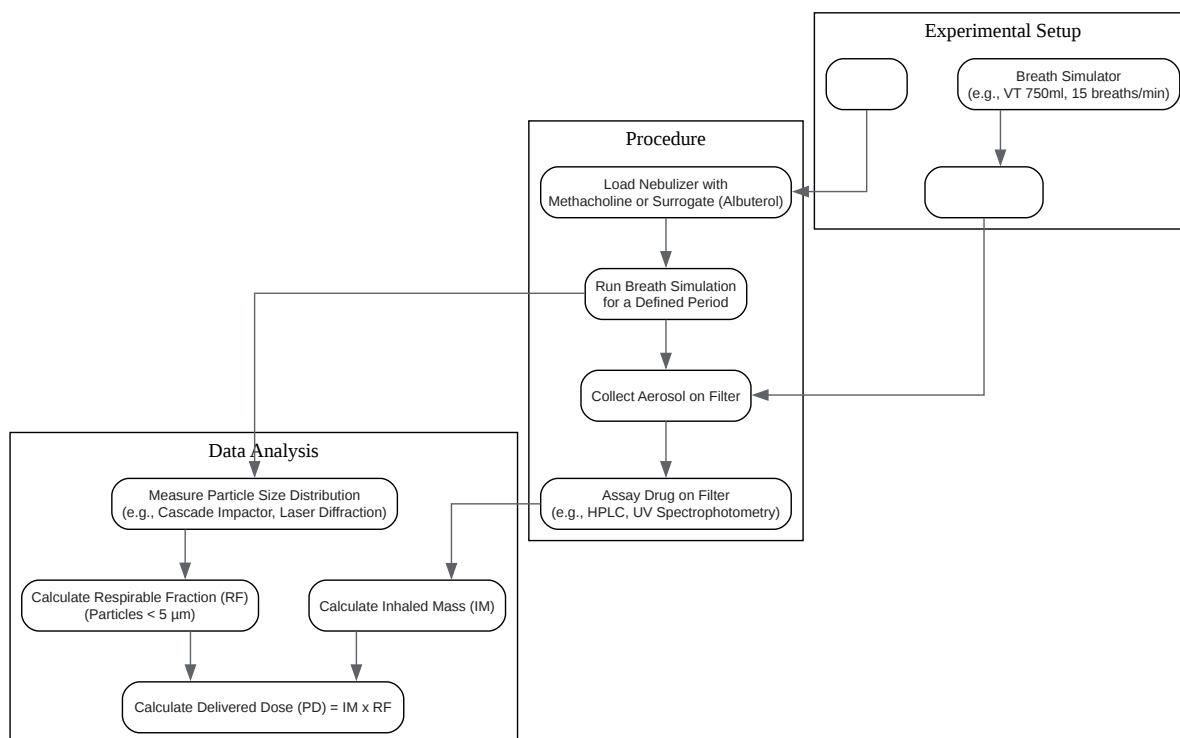 Experimental Setup
Breath Simulator
(e.g., VT 750ml, 15 breaths/min)
Procedure
Load Nebulizer with
Methacholine or Surrogate (Albuterol)
Run Breath Simulation
for a Defined Period
Collect Aerosol on Filter
Assay Drug on Filter
(e.g., HPLC, UV Spectrophotometry)
Data Analysis
Measure Particle Size Distribution
(e.g., Cascade Impactor, Laser Diffraction)
Calculate Respirable Fraction (RF)
(Particles < 5 µm)
Calculate Inhaled Mass (IM)
Calculate Delivered Dose (PD) = IM x RF